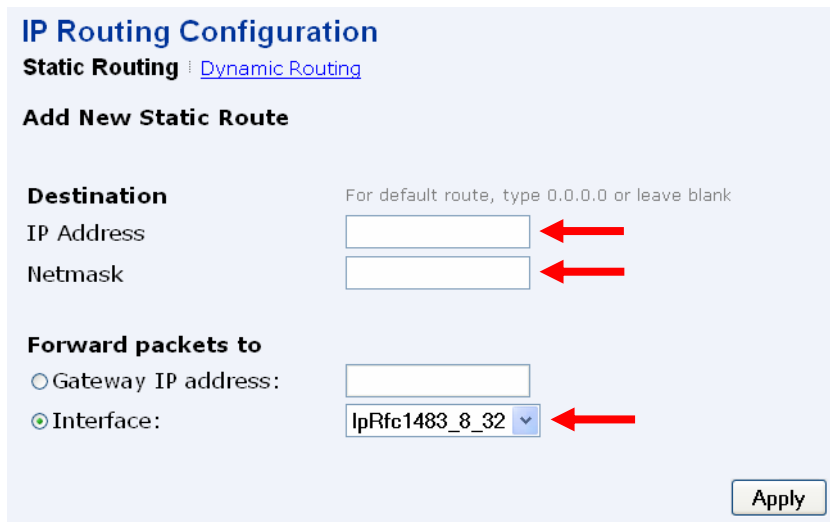 IP Routing Configuration
Static Routing Dynamic Routing
Add New Static Route
Destination For default route, type 0.0.0.0 or leave blank
IP Address
Netmask
Forward packets to
Gateway IP address:
Interface: IpRfc1483_8_32
Apply